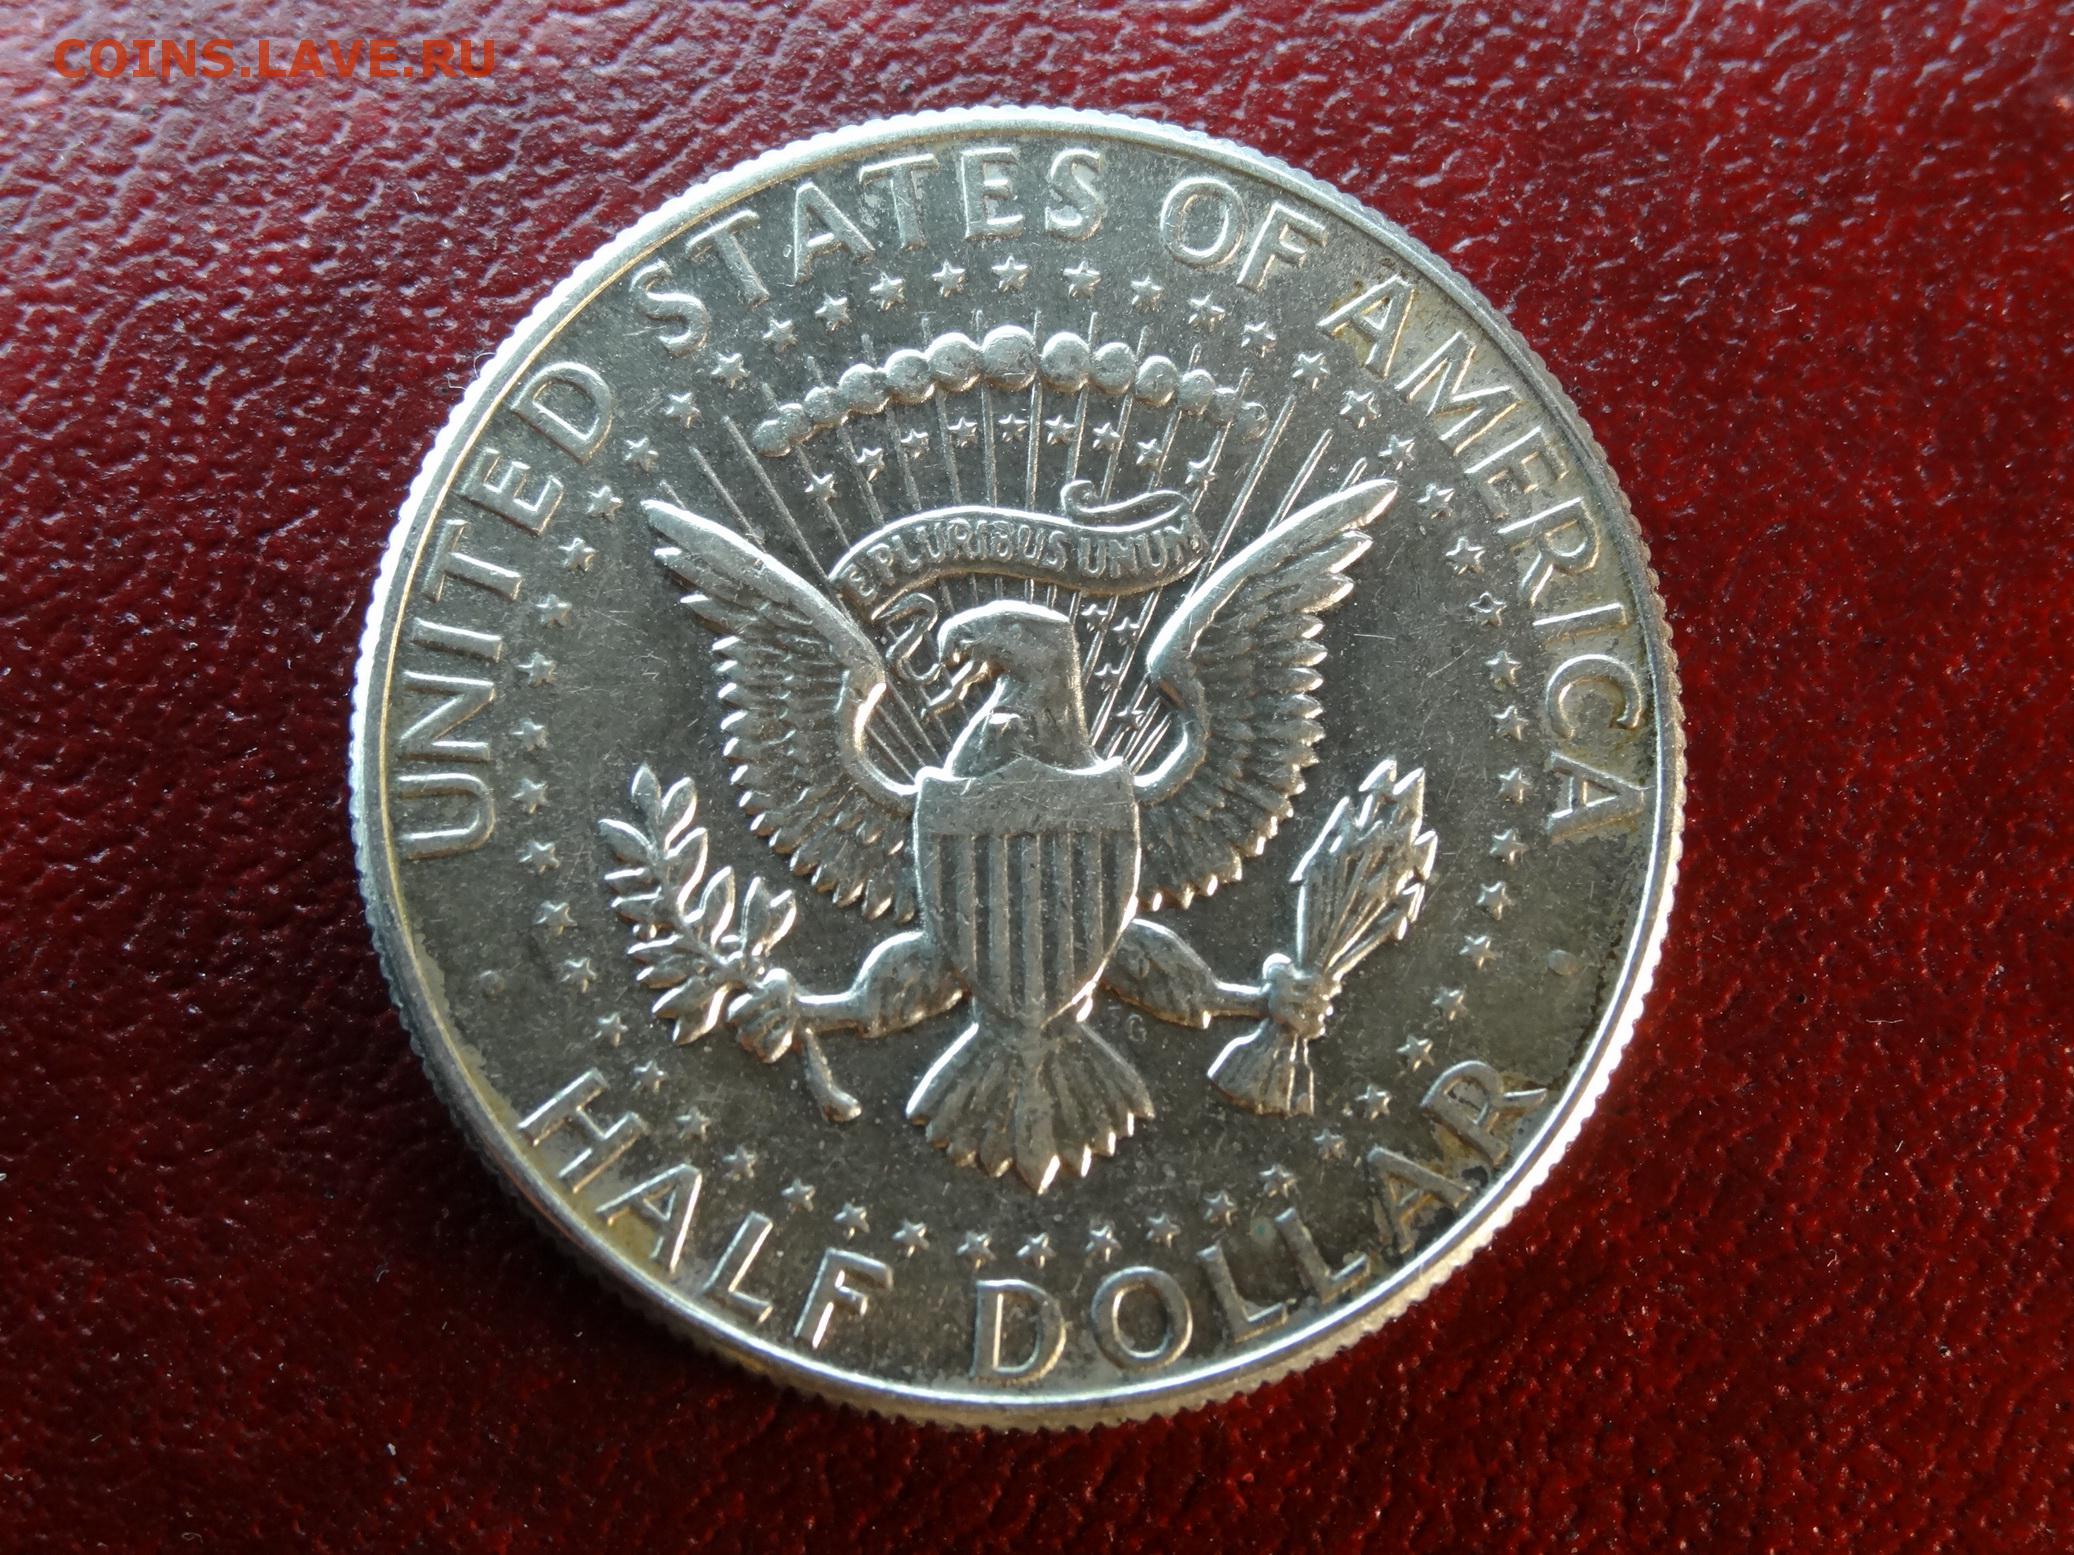 COINS.LAVE.RU
UNITED STATES OF AMERICA
E PLURIBUS UNUM
HALF DOLLAR